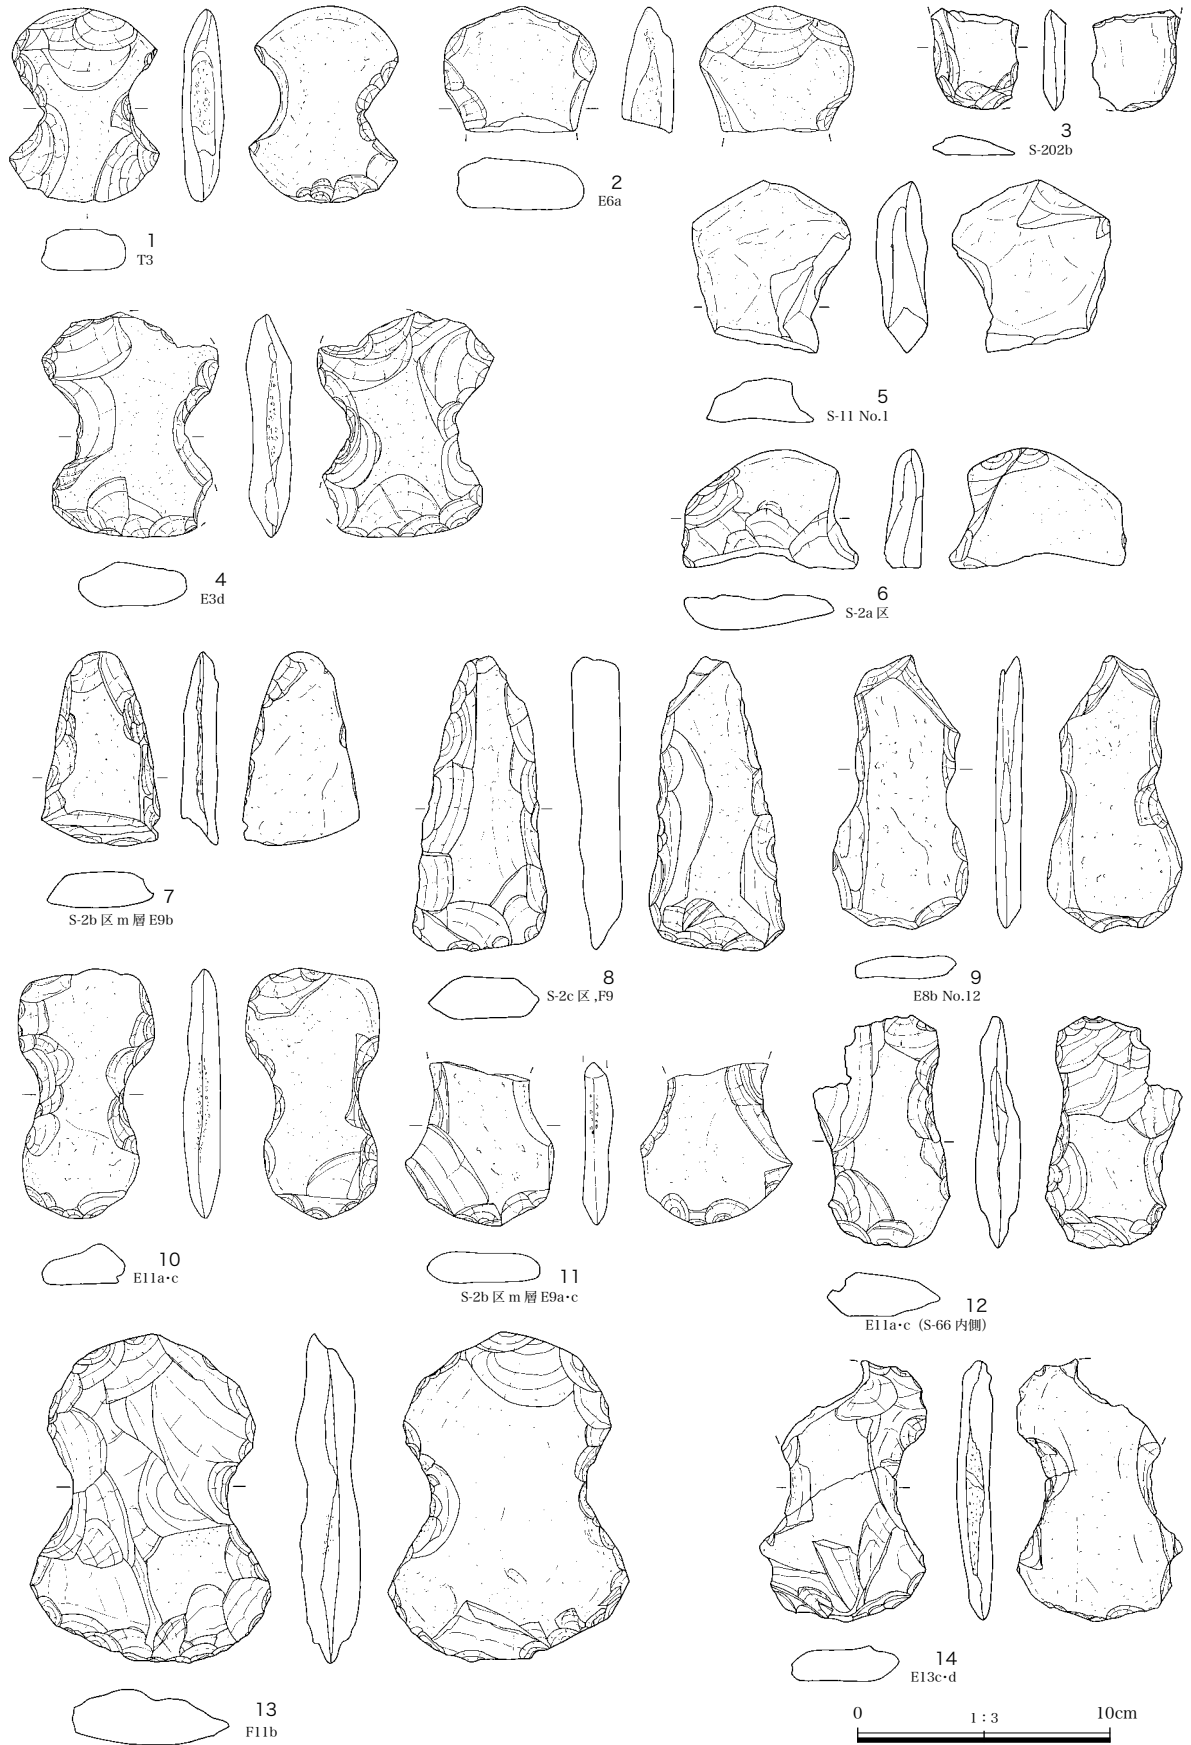 1
T3
2
E6a
3
S-202b
4
E3d
5
S-11 No.1
6
S-2a 区
7
S-2b 区 m 層 E9b
8
S-2c 区 ,F9
9
E8b No.12
10
E11a・c
11
S-2b 区 m 層 E9a・c
12
E11a・c（S-66 内側）
13
F11b
14
E13c・d
0 1：3 10cm